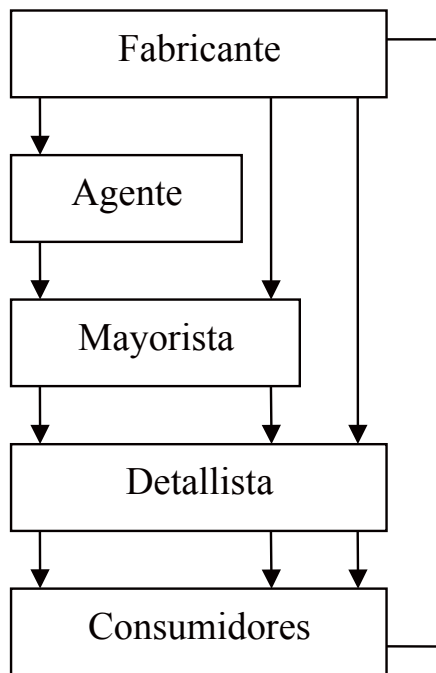 Fabricante
Agente
Mayorista
Detallista
Consumidores